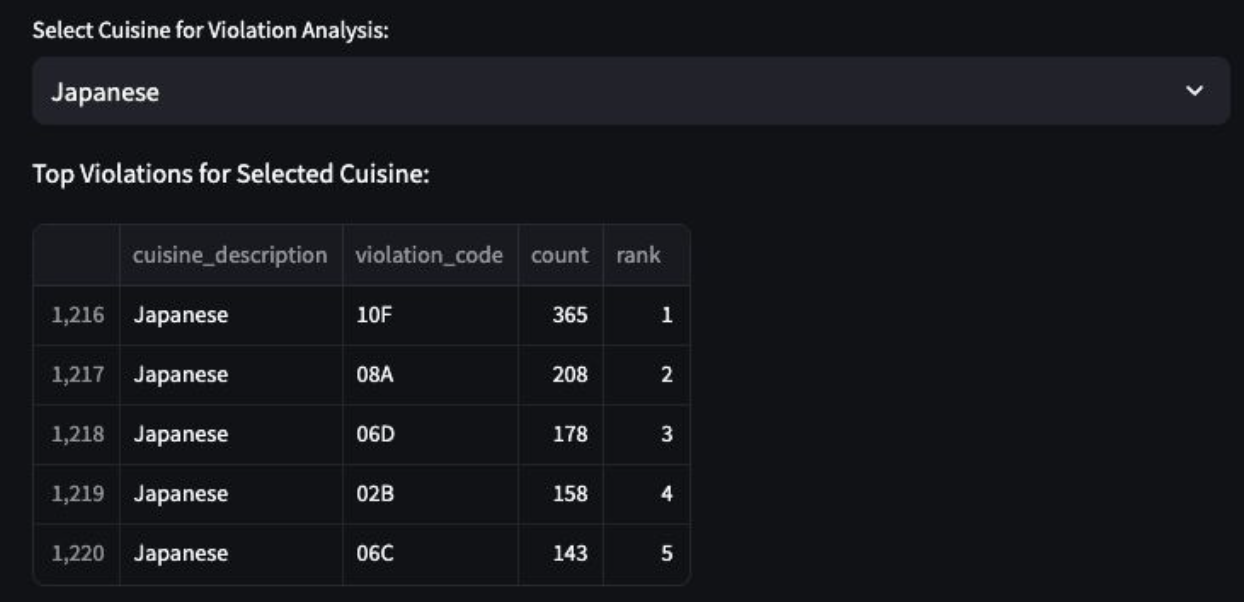 Select Cuisine for Violation Analysis:
Japanese
Top Violations for Selected Cuisine:
cuisine_description violation_code count rank
1,216 Japanese 10F 365 1
1,217 Japanese 08A 208 2
1,218 Japanese 06D 178 3
1,219 Japanese 02B 158 4
1,220 Japanese 06C 143 5